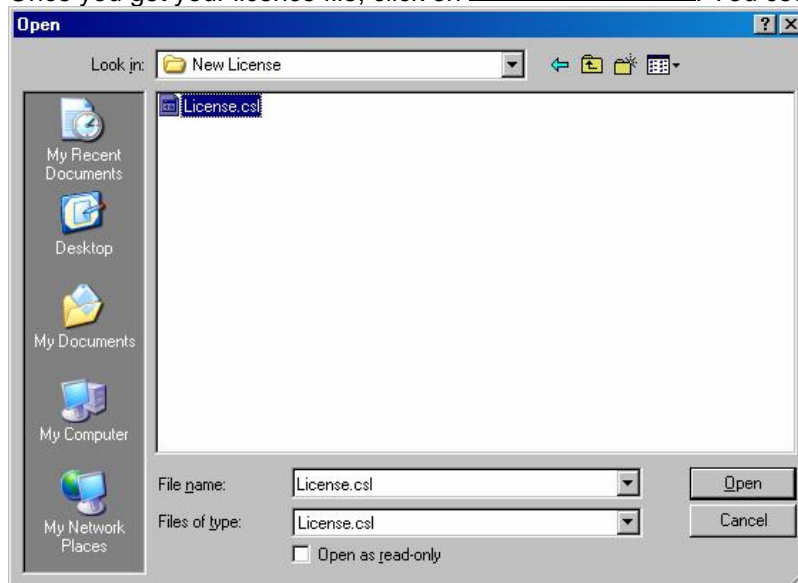 Open
Look in: New License
License.csl
My Recent
Documents
Desktop
My Documents
My Computer
My Network
Places
File name: License.csl Open
Files of type: License.csl Cancel
Open as read-only